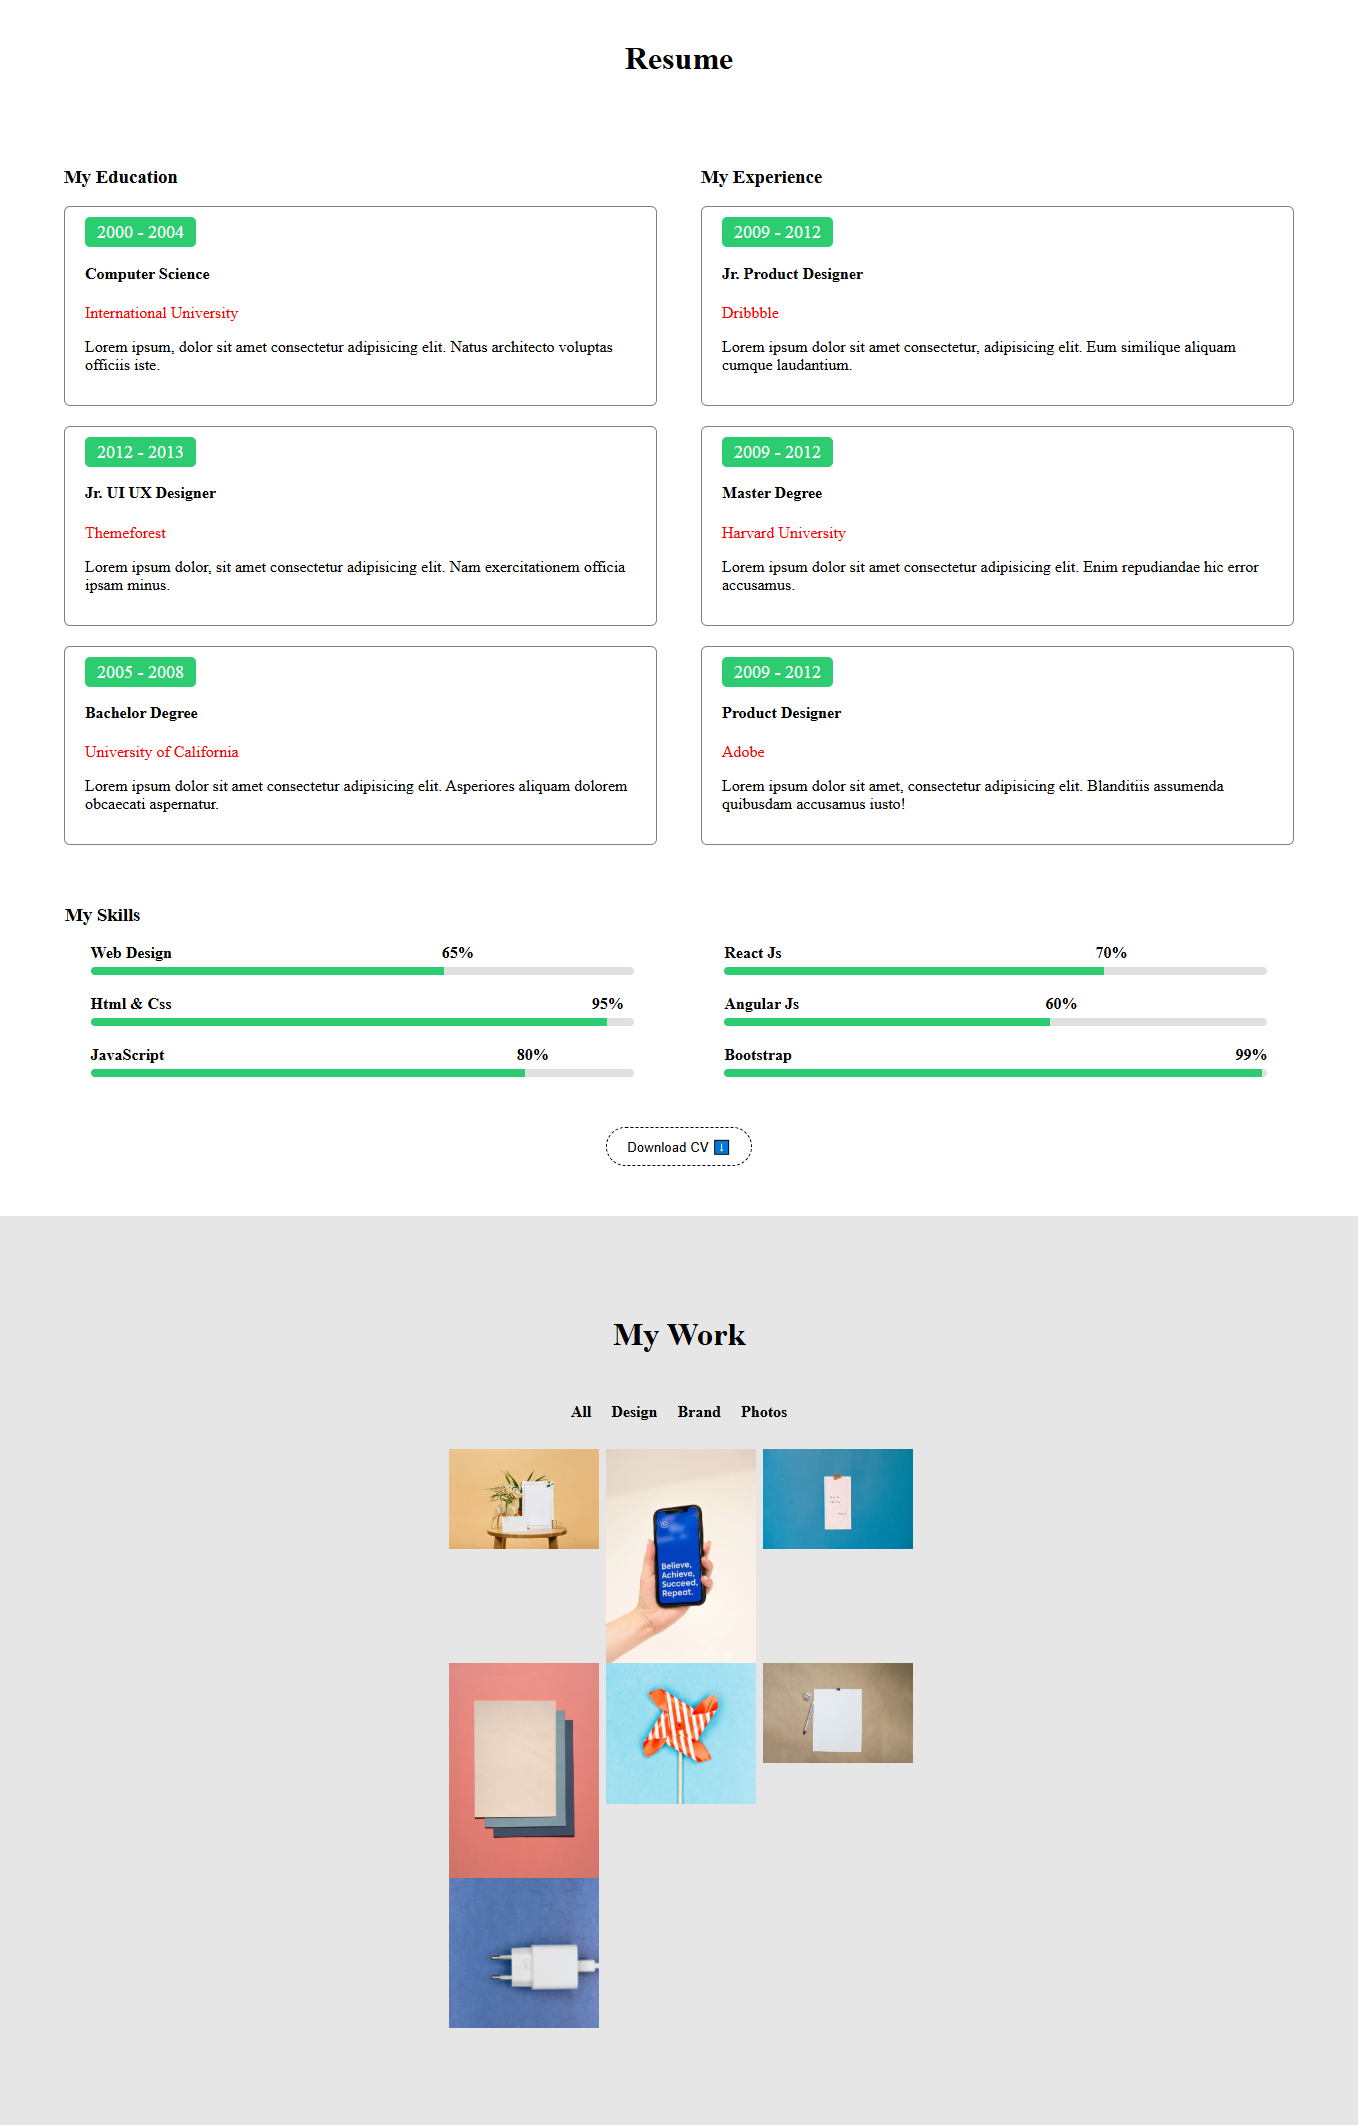 Resume
My Education
2000 - 2004
Computer Science
International University
Lorem ipsum, dolor sit amet consectetur adipisicing elit. Natus architecto voluptas
officiis iste.
2012 - 2013
Jr. UI UX Designer
Themeforest
Lorem ipsum dolor, sit amet consectetur adipisicing elit. Nam exercitationem officia
ipsam minus.
2005 - 2008
Bachelor Degree
University of California
Lorem ipsum dolor sit amet consectetur adipisicing elit. Asperiores aliquam dolorem
obcaecati aspernatur.
My Experience
2009 - 2012
Jr. Product Designer
Dribbble
Lorem ipsum dolor sit amet consectetur, adipisicing elit. Eum similique aliquam
cumque laudantium.
2009 - 2012
Master Degree
Harvard University
Lorem ipsum dolor sit amet consectetur adipisicing elit. Enim repudiandae hic error
accusamus.
2009 - 2012
Product Designer
Adobe
Lorem ipsum dolor sit amet, consectetur adipisicing elit. Blanditiis assumenda
quibusdam accusamus iusto!
My Skills
Web Design 65%
Html & Css 95%
JavaScript 80%
React Js 70%
Angular Js 60%
Bootstrap 99%
Download CV ⬇️
My Work
All Design Brand Photos
Believe,
Achieve,
Succeed,
Repeat.